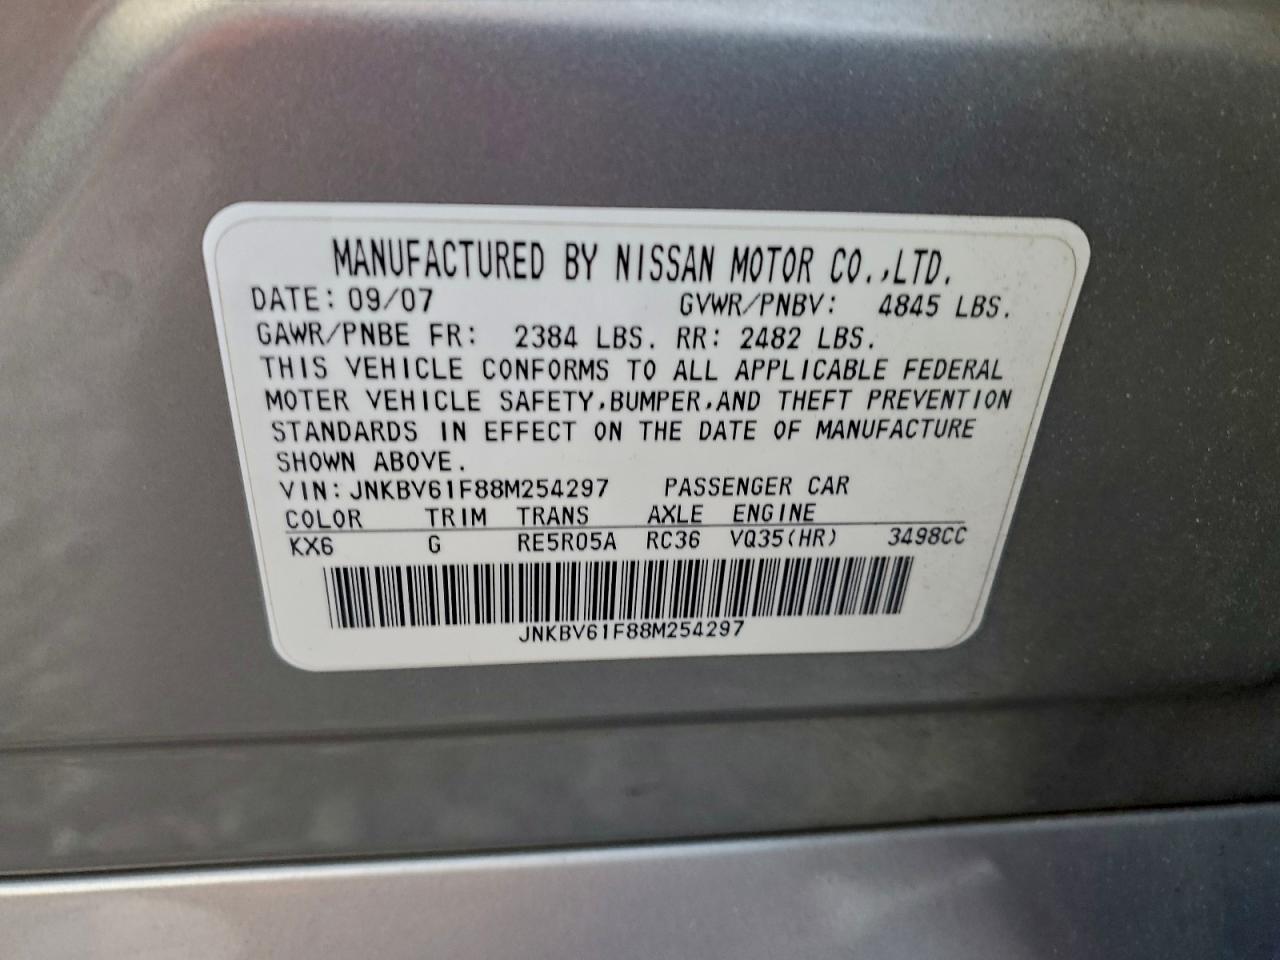 MANUFACTURED BY NISSAN MOTOR CO.,LTD.
DATE: 09/07 GVWR/PNBV: 4845 LBS.
GAWR/PNBE FR: 2384 LBS. RR: 2482 LBS.
THIS VEHICLE CONFORMS TO ALL APPLICABLE FEDERAL
MOTER VEHICLE SAFETY,BUMPER,AND THEFT PREVENTION
STANDARDS IN EFFECT ON THE DATE OF MANUFACTURE
SHOWN ABOVE.
VIN: JNKBV61F88M254297 PASSENGER CAR
COLOR TRIM TRANS AXLE ENGINE
KX6 G RE5R05A RC36 VQ35(HR) 3498CC
JNKBV61F88M254297